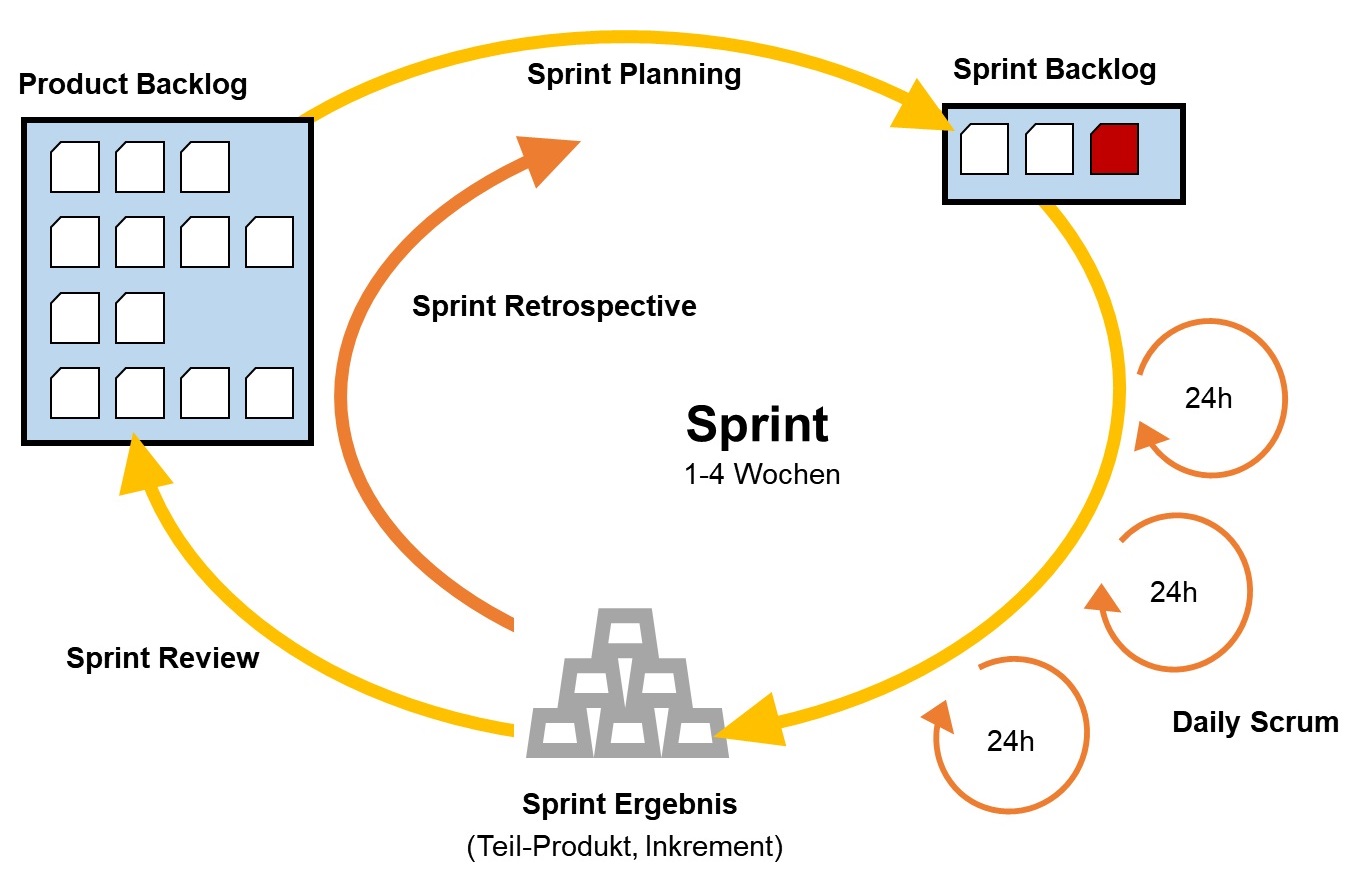 Sprint Planning
Sprint Backlog
Product Backlog
Sprint Retrospective
24h
Sprint
1-4 Wochen
24h
Sprint Review
Daily Scrum
24h
Sprint Ergebnis
(Teil-Produkt, Inkrement)